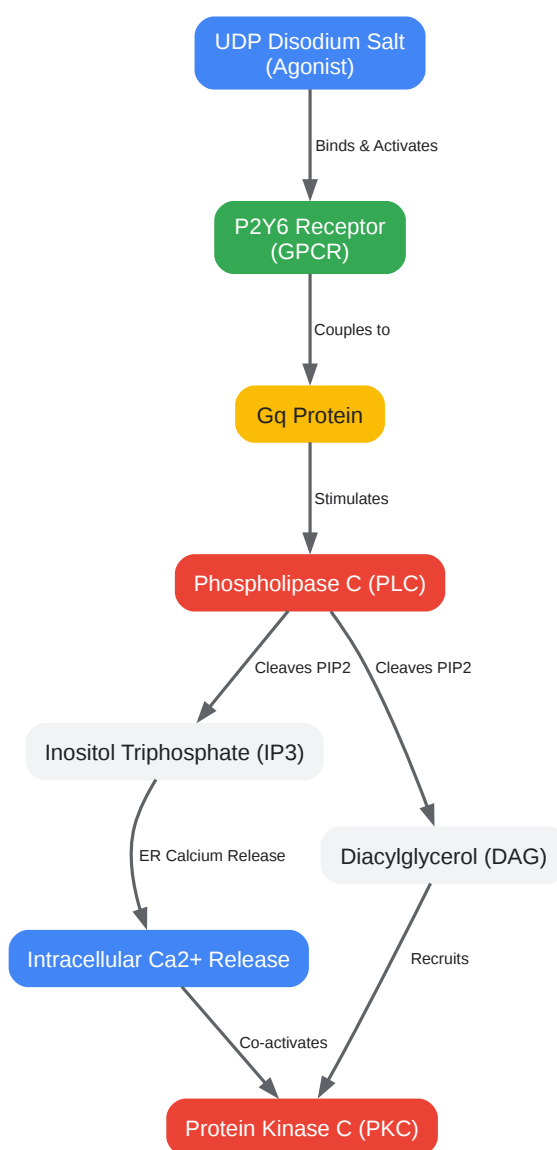 UDP Disodium Salt
(Agonist)
Binds & Activates
P2Y6 Receptor
(GPCR)
Couples to
Gq Protein
Stimulates
Phospholipase C (PLC)
Cleaves PIP2
Cleaves PIP2
Inositol Triphosphate (IP3)
ER Calcium Release
Diacylglycerol (DAG)
Intracellular Ca2+ Release
Recruits
Co-activates
Protein Kinase C (PKC)